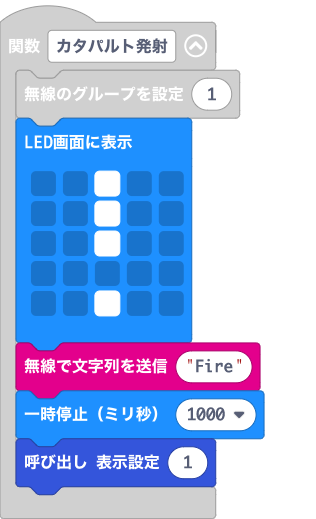 関数 カタパルト発射
無線のグループを設定 1
LED画面に表示
無線で文字列を送信 "Fire"
一時停止（ミリ秒） 1000
呼び出し 表示設定 1